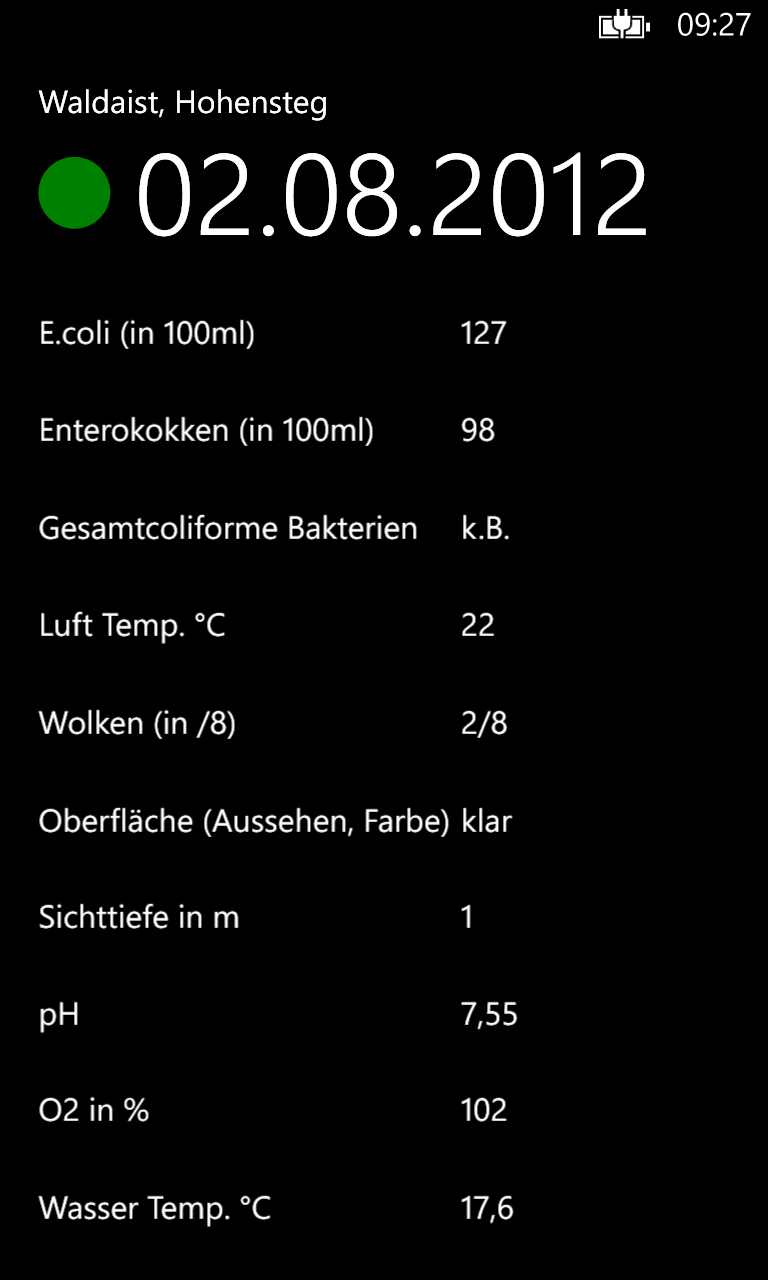 09:27
Waldaist, Hohensteg
02.08.2012
E.coli (in 100ml) 127
Enterokokken (in 100ml) 98
Gesamtcoliforme Bakterien k.B.
Luft Temp. °C 22
Wolken (in /8) 2/8
Oberfläche (Aussehen, Farbe) klar
Sichttiefe in m 1
pH 7,55
O2 in % 102
Wasser Temp. °C 17,6